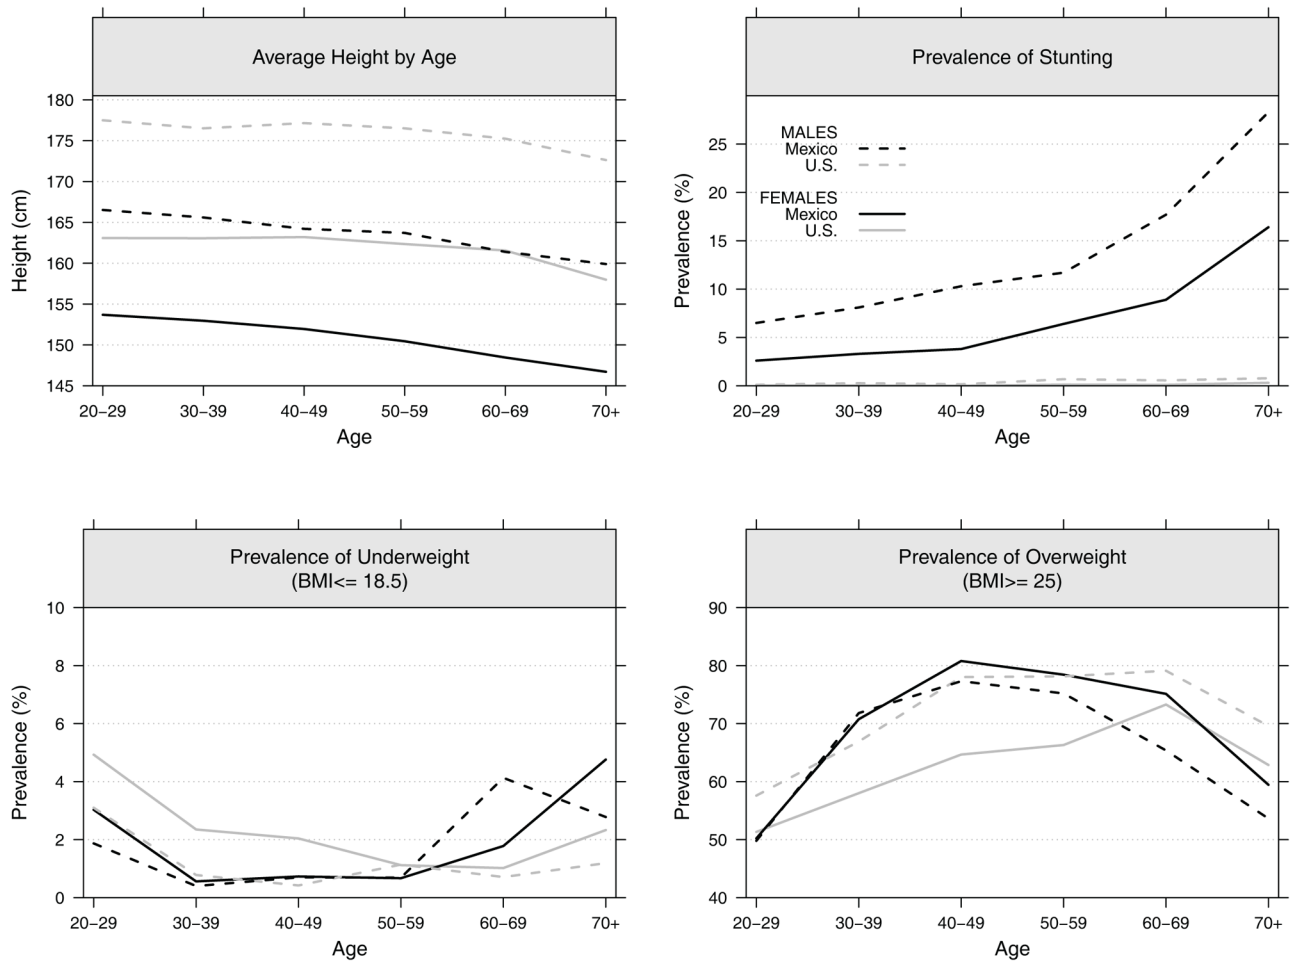 Average Height by Age
180
175
170
165
160
155
150
145
Height (cm)
20–29 30–39 40–49 50–59 60–69 70+
Age
Prevalence of Stunting
MALES
Mexico
U.S.
FEMALES
Mexico
U.S.
25
20
15
10
5
0
Prevalence (%)
20–29 30–39 40–49 50–59 60–69 70+
Age
Prevalence of Underweight
(BMI<= 18.5)
10
8
6
4
2
0
Prevalence (%)
20–29 30–39 40–49 50–59 60–69 70+
Age
Prevalence of Overweight
(BMI>= 25)
90
80
70
60
50
40
Prevalence (%)
20–29 30–39 40–49 50–59 60–69 70+
Age